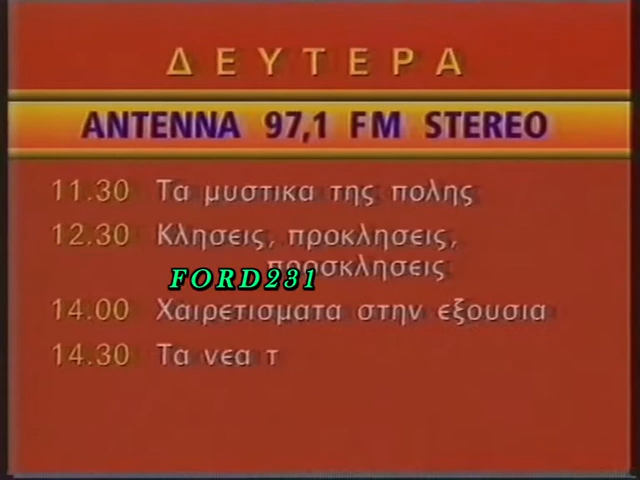 ΔΕΥΤΕΡΑ
ANTENNA 97,1 FM STEREO
11.30 Τα μυστικα της πολης
12.30 Κλησεις, προκλησεις,
προσκλησεις
FORD231
14.00 Χαιρετισματα στην εξουσια
14.30 Τα νεα τ